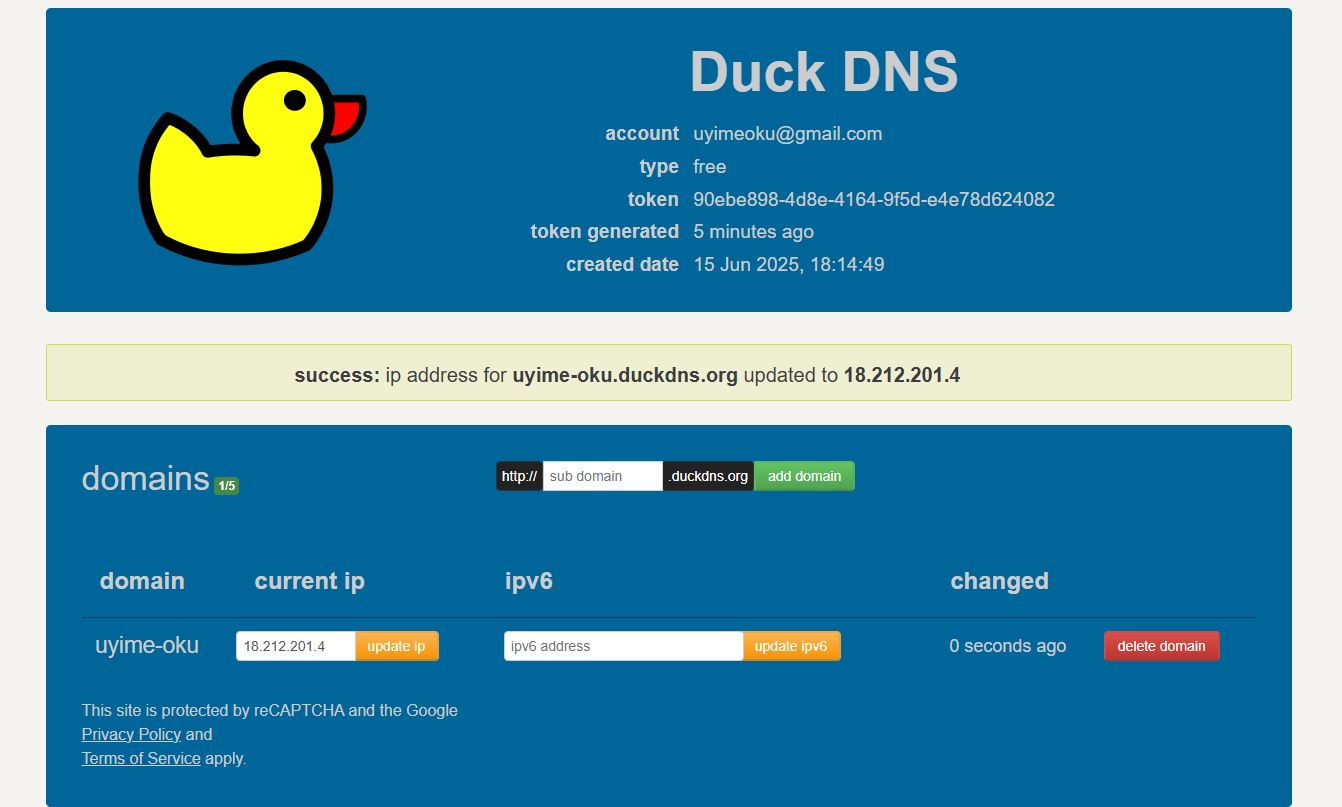 Duck DNS
account uyimeoku@gmail.com
type free
token 90ebe898-4d8e-4164-9f5d-e4e78d624082
token generated 5 minutes ago
created date 15 Jun 2025, 18:14:49
success: ip address for uyime-oku.duckdns.org updated to 18.212.201.4
domains 1/5 http:// sub domain .duckdns.org add domain
domain current ip ipv6 changed
uyime-oku 18.212.201.4 update ip ipv6 address update ipv6 0 seconds ago delete domain
This site is protected by reCAPTCHA and the Google
Privacy Policy and
Terms of Service apply.